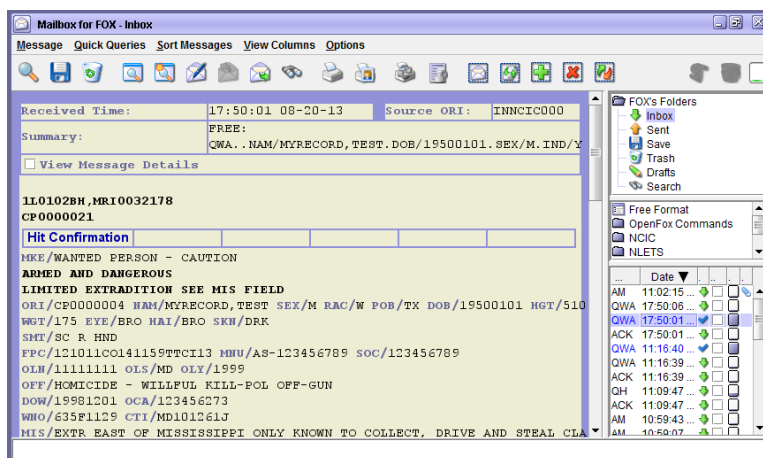 Mailbox for FOX - Inbox
Message Quick Queries Sort Messages View Columns Options
Received Time: 17:50:01 08-20-13 Source ORI: INNCIC000
Summary: FREE:
QWA..NAM/MYRECORD,TEST.DOB/19500101.SEX/M.IND/Y
View Message Details
1L0102BH,MRI0032178
CP0000021
Hit Confirmation
MKE/WANTED PERSON - CAUTION
ARMED AND DANGEROUS
LIMITED EXTRADITION SEE MIS FIELD
ORI/CP0000004 NAM/MYRECORD,TEST SEX/M RAC/W POB/TX DOB/19500101 HGT/510
WGT/175 EYE/BRO HAI/BRO SKN/DRK
SMT/SC R HND
FPC/121011CO141159TTCI13 MNU/AS-123456789 SOC/123456789
OLN/11111111 OLS/MD OLY/1999
OFF/HOMICIDE - WILLFUL KILL-POL OFF-GUN
DOW/19981201 OCA/123456273
WNO/635F1129 CTI/MD101261J
MIS/EXTR EAST OF MISSISSIPPI ONLY KNOWN TO COLLECT, DRIVE AND STEAL CLA
FOX's Folders
Inbox
Sent
Save
Trash
Drafts
Search
Free Format
OpenFox Commands
NCIC
NLETS
... Date ▼ . . . .
AM 11:02:15 ...
QWA 17:50:06 ...
QWA 17:50:01 ...
ACK 17:50:01 ...
QWA 11:16:40 ...
QWA 11:16:39 ...
ACK 11:16:39 ...
QH 11:09:47 ...
ACK 11:09:47 ...
AM 10:59:43 ...
AM 10:59:07 ...